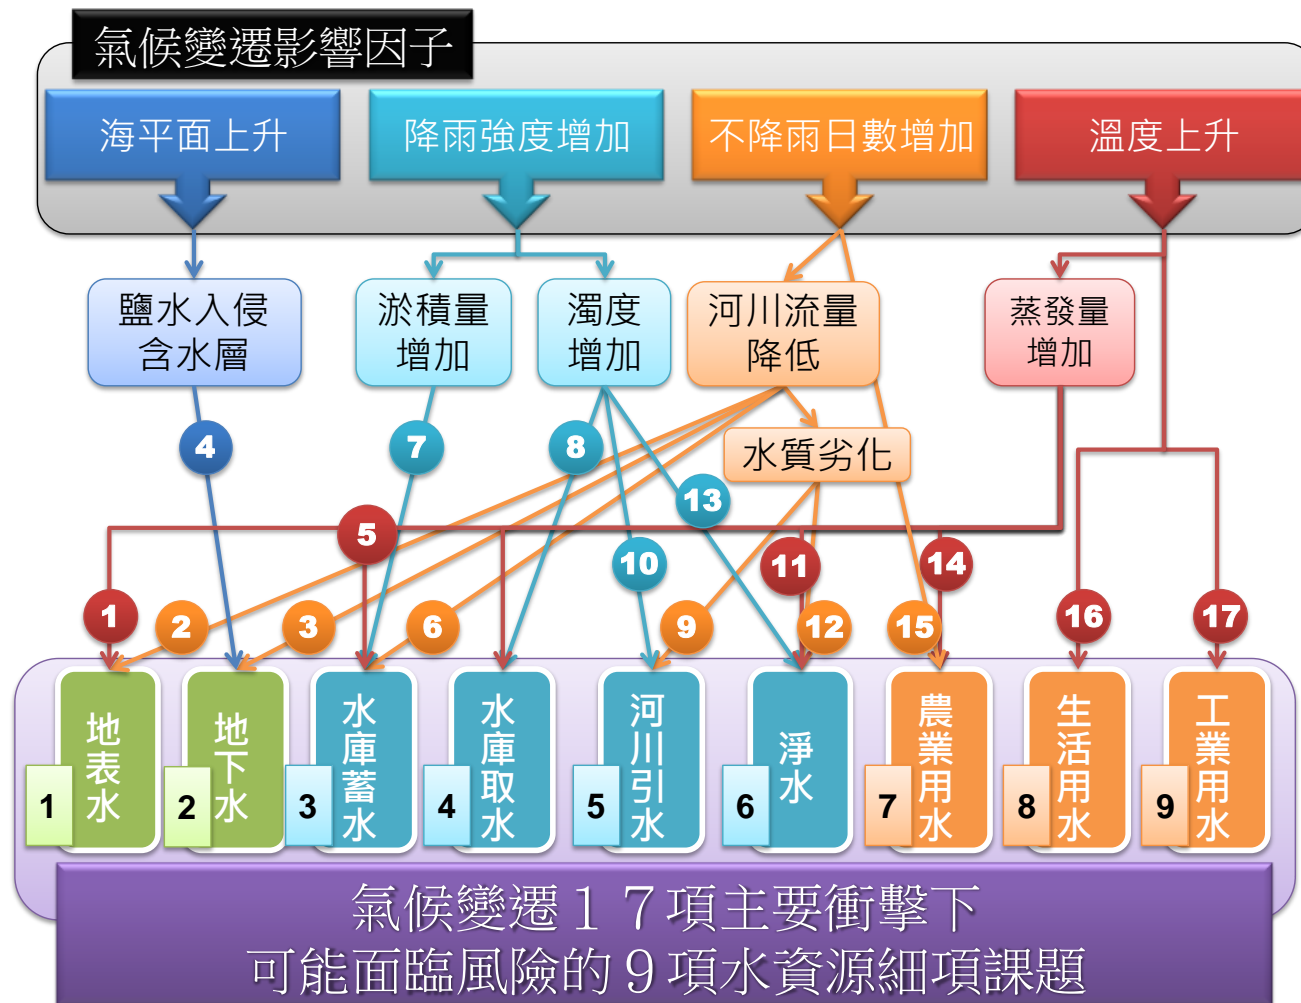 氣候變遷影響因子
海平面上升
降雨強度增加
不降雨日數增加
溫度上升
鹽水入侵
含水層
淤積量
增加
濁度
增加
河川流量
降低
蒸發量
增加
水質劣化
4
7
8
13
5
10
11
14
1
2
3
6
9
12
15
16
17
地表水
1
地下水
2
水庫蓄水
3
水庫取水
4
河川引水
5
淨水
6
農業用水
7
生活用水
8
工業用水
9
氣候變遷１７項主要衝擊下
可能面臨風險的９項水資源細項課題